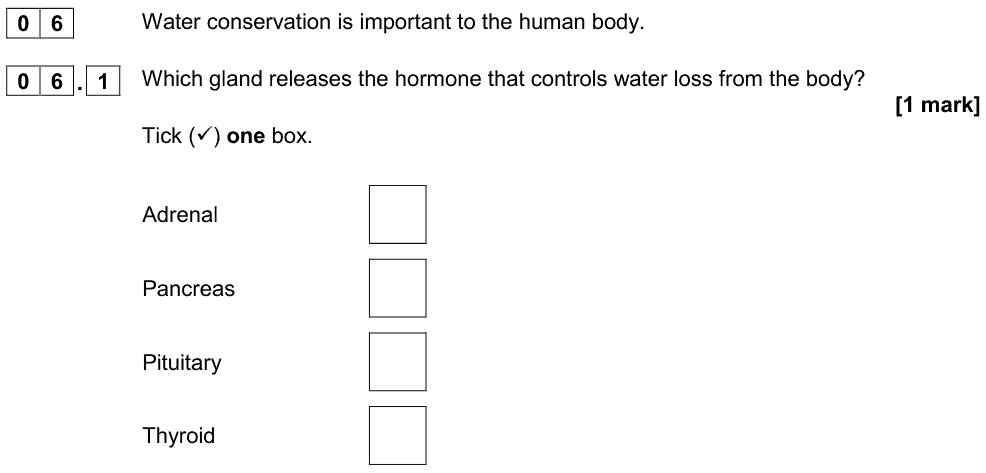 0 6 Water conservation is important to the human body.
0 6 . 1 Which gland releases the hormone that controls water loss from the body?
[1 mark]
Tick (✓) one box.
Adrenal
Pancreas
Pituitary
Thyroid